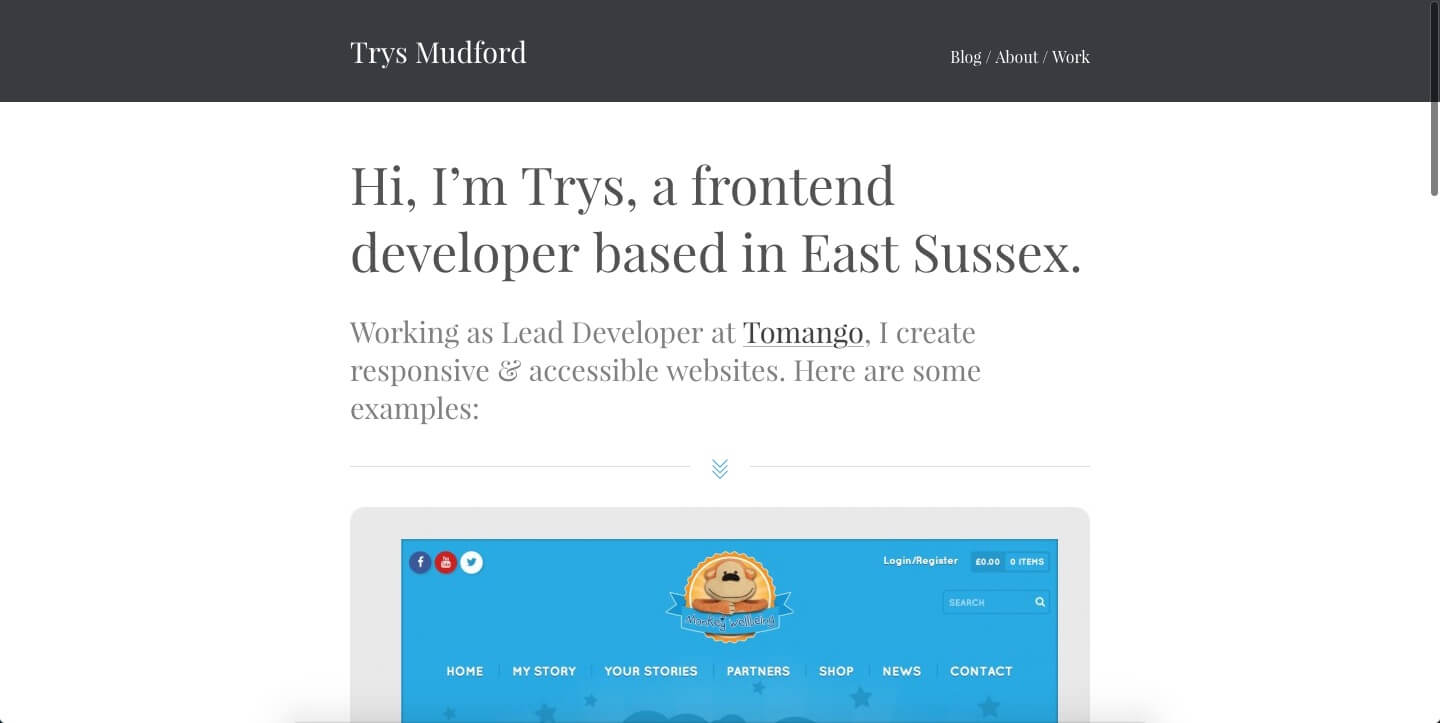 Trys Mudford
Blog / About / Work
Hi, I’m Trys, a frontend
developer based in East Sussex.
Working as Lead Developer at Tomango, I create
responsive & accessible websites. Here are some
examples:
Login/Register £0.00 0 ITEMS
SEARCH
Monkey Wellbeing
HOME MY STORY YOUR STORIES PARTNERS SHOP NEWS CONTACT